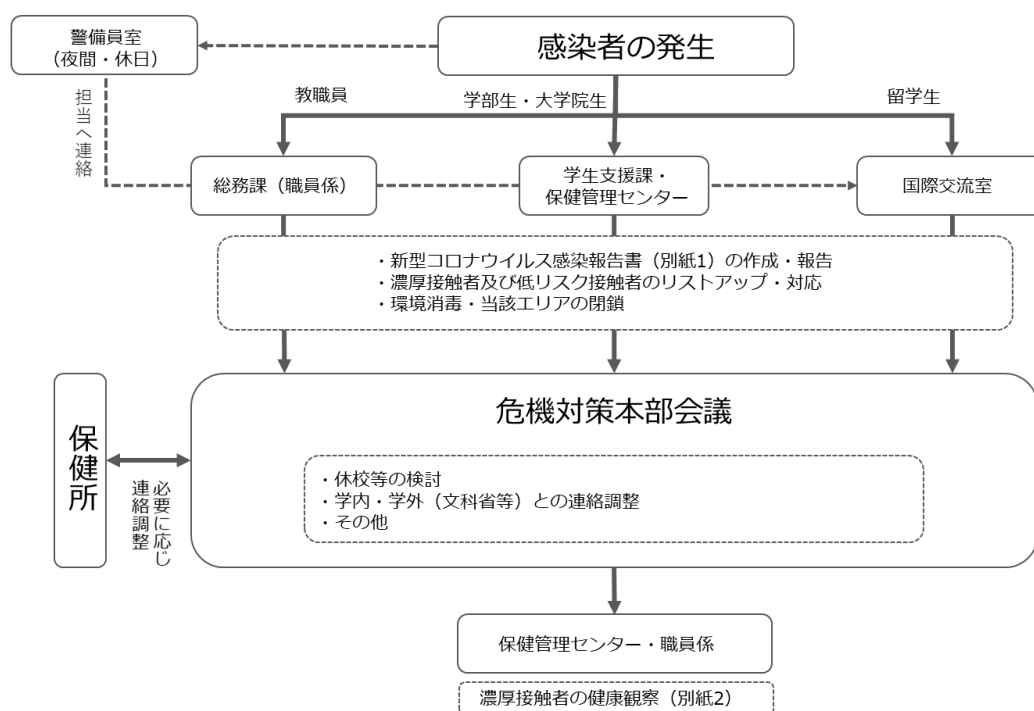 警備員室
(夜間・休日)
感染者の発生
担当へ連絡
教職員
学部生・大学院生
留学生
総務課(職員係)
学生支援課・
保健管理センター
国際交流室
・新型コロナウイルス感染報告書(別紙1)の作成・報告
・濃厚接触者及び低リスク接触者のリストアップ・対応
・環境消毒・当該エリアの閉鎖
保健所
必要に応じ
連絡調整
危機対策本部会議
・休校等の検討
・学内・学外(文科省等)との連絡調整
・その他
保健管理センター・職員係
濃厚接触者の健康観察(別紙2)